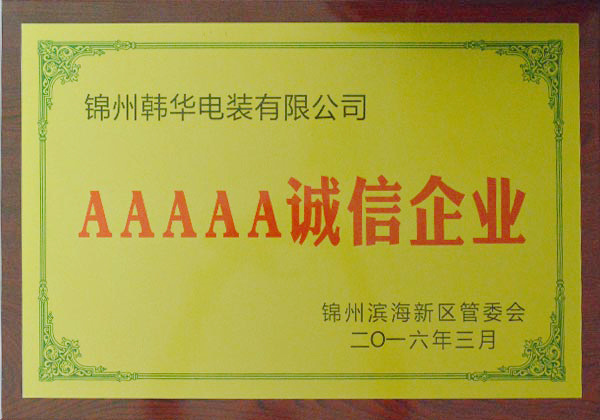 锦州韩华电装有限公司
AAAAA诚信企业
锦州滨海新区管委会
二〇一六年三月